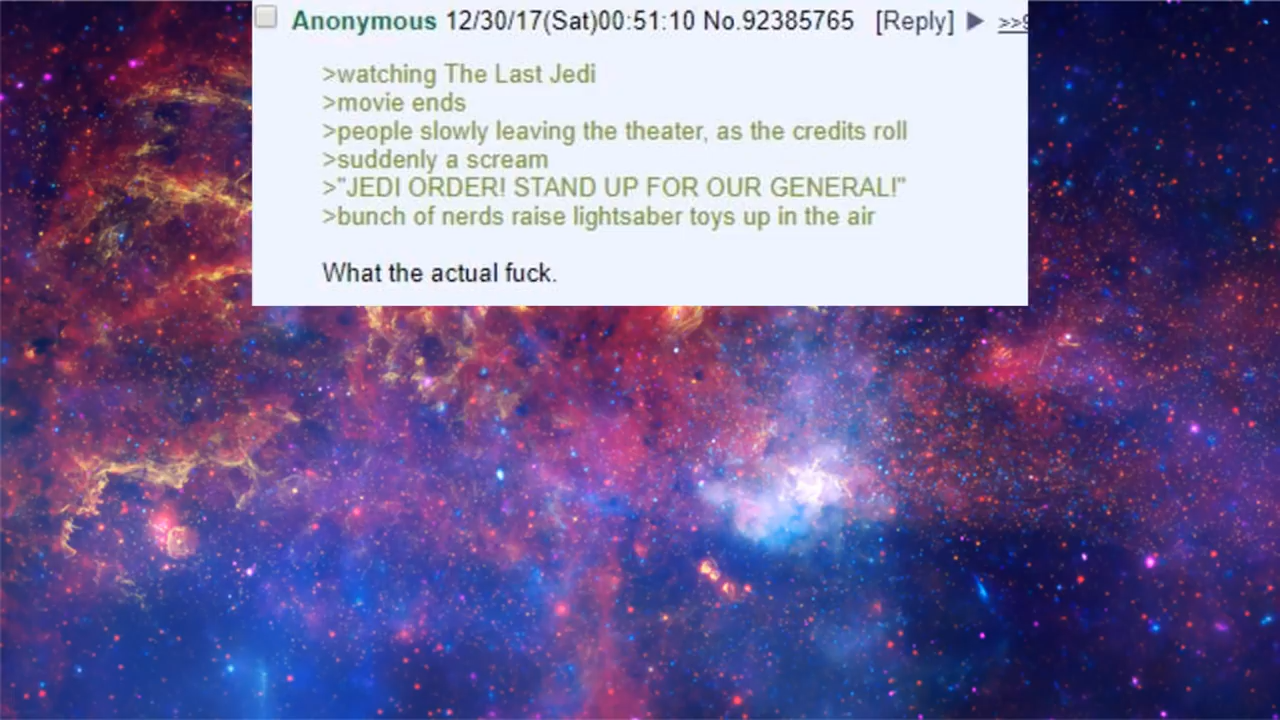 Anonymous 12/30/17(Sat)00:51:10 No.92385765 [Reply] ▶ >>9
>watching The Last Jedi
>movie ends
>people slowly leaving the theater, as the credits roll
>suddenly a scream
>"JEDI ORDER! STAND UP FOR OUR GENERAL!"
>bunch of nerds raise lightsaber toys up in the air
What the actual fuck.